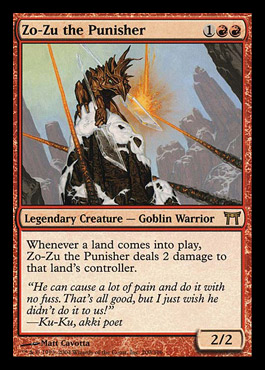 Zo-Zu the Punisher 1
Legendary Creature — Goblin Warrior
Whenever a land comes into play,
Zo-Zu the Punisher deals 2 damage to
that land's controller.
"He can cause a lot of pain and do it with
no fuss. That's all good, but I just wish he
didn't do it to us!"
—Ku-Ku, akki poet
Matt Cavotta
2/2